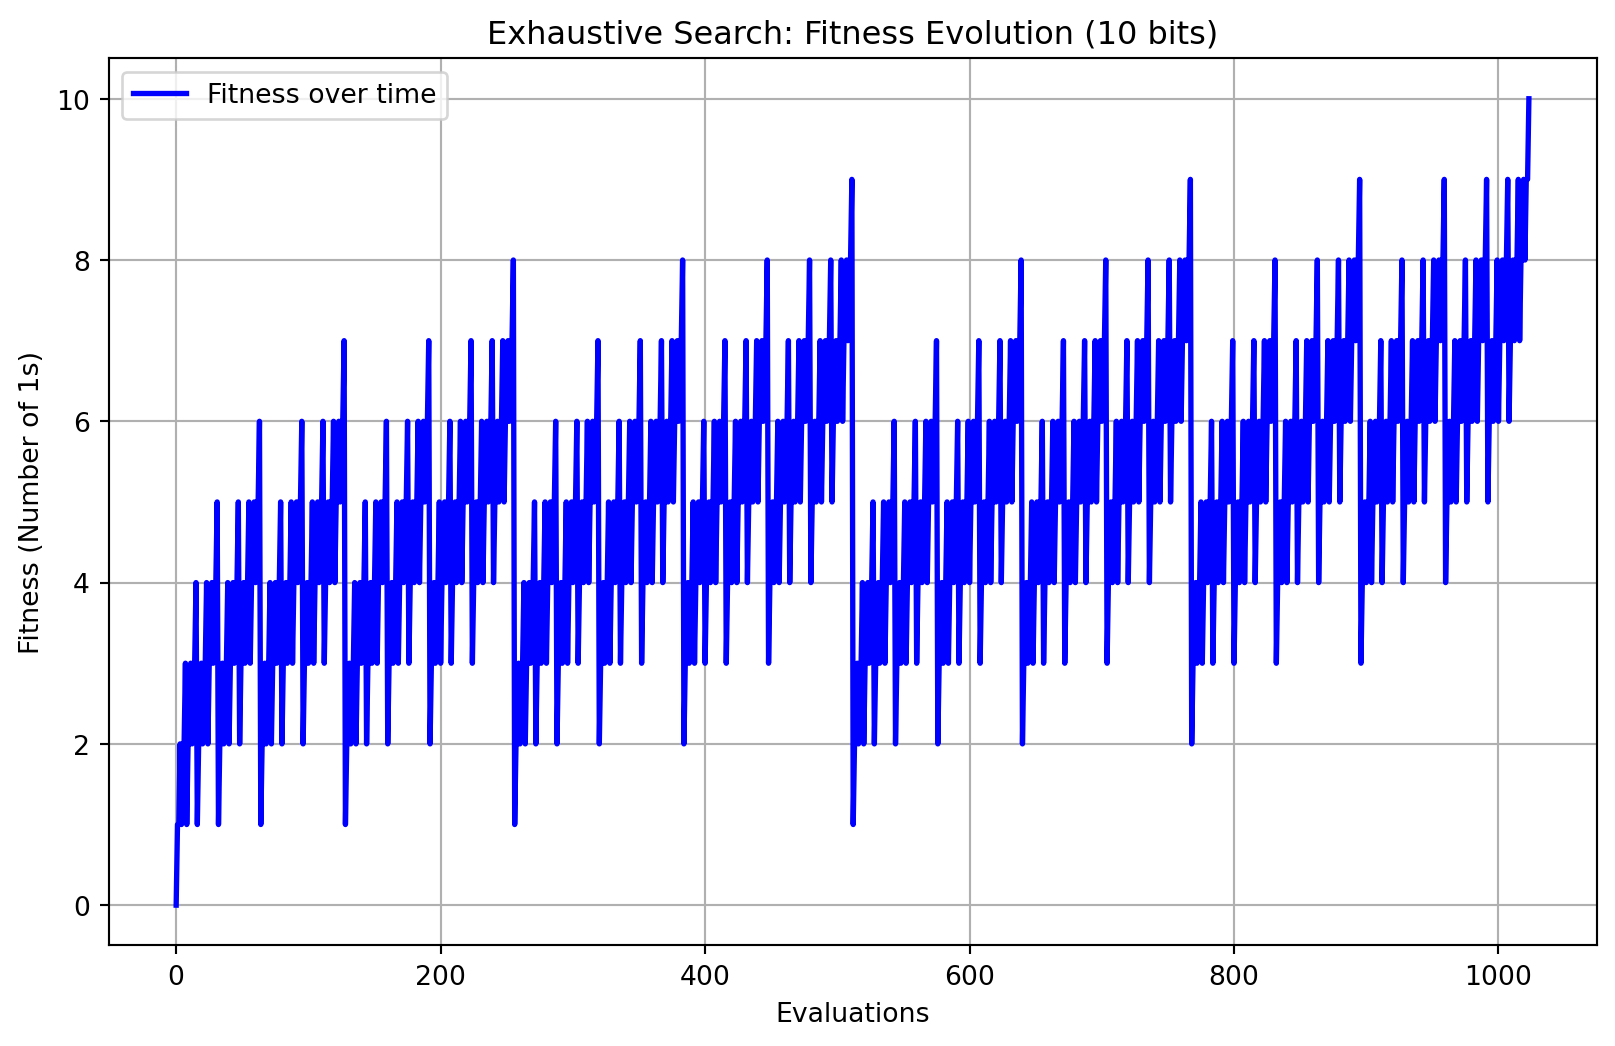 Exhaustive Search: Fitness Evolution (10 bits)
Fitness over time
10
8
6
4
2
0
Fitness (Number of 1s)
0 200 400 600 800 1000
Evaluations